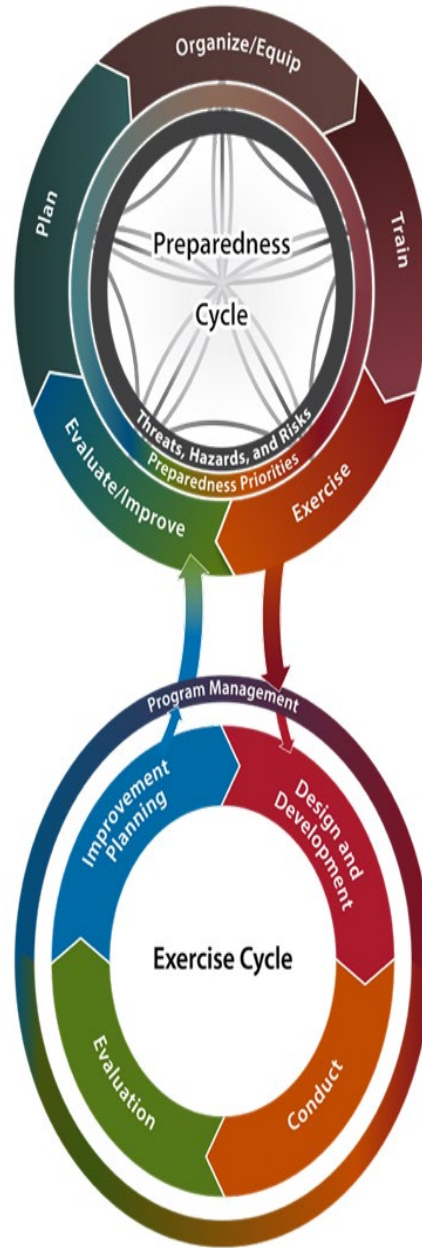 Organize/Equip
Plan
Train
Preparedness
Cycle
Threats, Hazards, and Risks
Preparedness Priorities
Evaluate/Improve
Exercise
Program Management
Improvement
Planning
Design and
Development
Exercise Cycle
Evaluation
Conduct